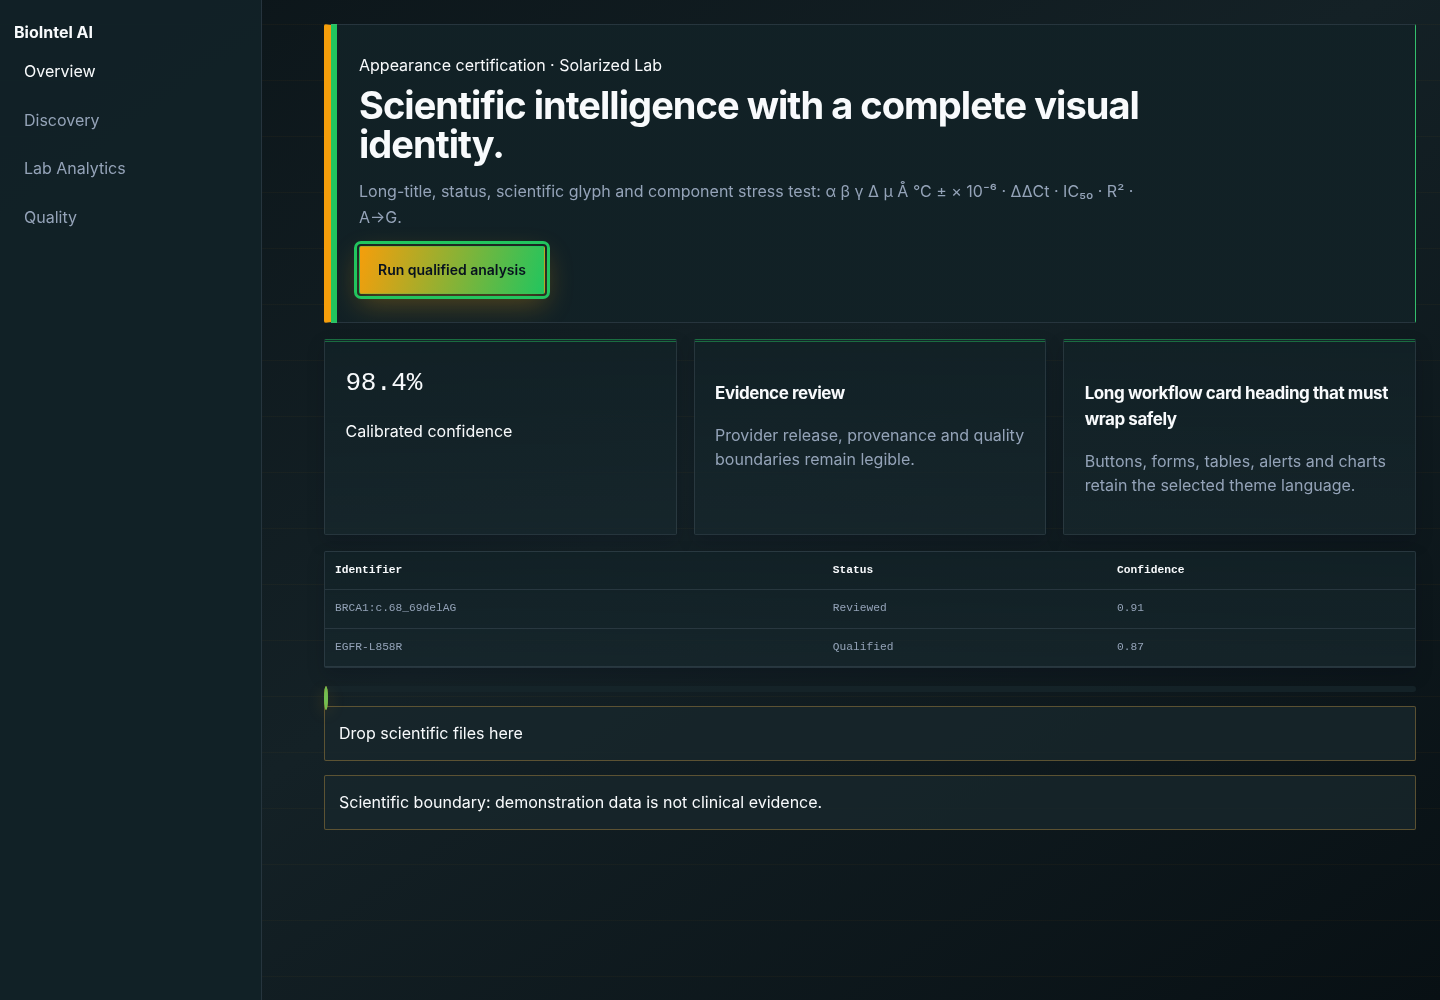 BioIntel AI
Overview
Discovery
Lab Analytics
Quality
Appearance certification · Solarized Lab
Scientific intelligence with a complete visual
identity.
Long-title, status, scientific glyph and component stress test: α β γ Δ μ Å °C ± × 10⁻⁶ · ΔΔCt · IC₅₀ · R² ·
A→G.
Run qualified analysis
98.4%
Calibrated confidence
Evidence review
Provider release, provenance and quality
boundaries remain legible.
Long workflow card heading that must
wrap safely
Buttons, forms, tables, alerts and charts
retain the selected theme language.
Identifier Status Confidence
BRCA1:c.68_69delAG Reviewed 0.91
EGFR-L858R Qualified 0.87
Drop scientific files here
Scientific boundary: demonstration data is not clinical evidence.